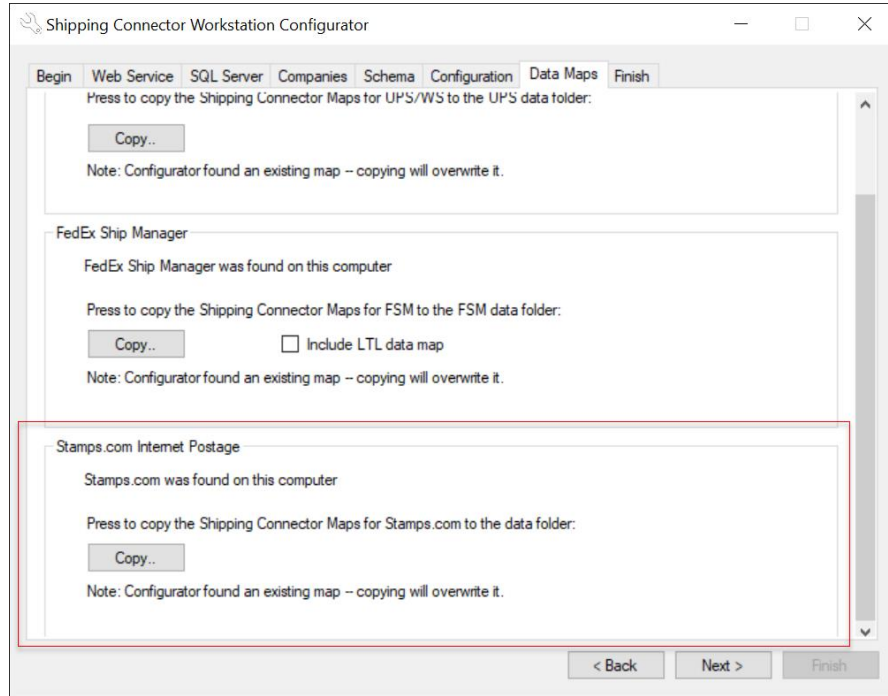 Shipping Connector Workstation Configurator
Begin Web Service SQL Server Companies Schema Configuration Data Maps Finish
Press to copy the Shipping Connector Maps for UPS/WS to the UPS data folder:
Copy..
Note: Configurator found an existing map -- copying will overwrite it.
FedEx Ship Manager
FedEx Ship Manager was found on this computer
Press to copy the Shipping Connector Maps for FSM to the FSM data folder:
Copy.. Include LTL data map
Note: Configurator found an existing map -- copying will overwrite it.
Stamps.com Internet Postage
Stamps.com was found on this computer
Press to copy the Shipping Connector Maps for Stamps.com to the data folder:
Copy..
Note: Configurator found an existing map -- copying will overwrite it.
< Back Next > Finish